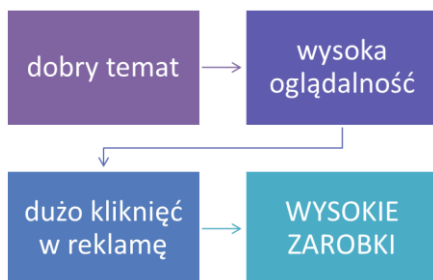 dobry temat
wysoka
oglądalność
dużo kliknięć
w reklamę
WYSOKIE
ZAROBKI